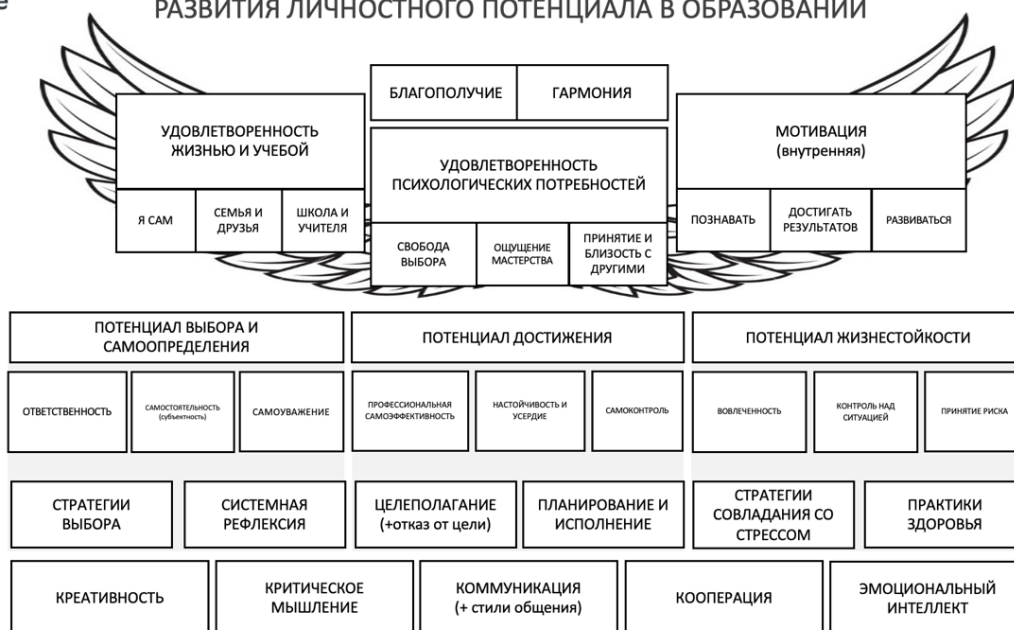 РАЗВИТИЯ ЛИЧНОСТНОГО ПОТЕНЦИАЛА В ОБРАЗОВАНИИ
БЛАГОПОЛУЧИЕ
ГАРМОНИЯ
УДОВЛЕТВОРЕННОСТЬ
ЖИЗНЬЮ И УЧЕБОЙ
Я САМ
СЕМЬЯ И
ДРУЗЬЯ
ШКОЛА И
УЧИТЕЛЯ
УДОВЛЕТВОРЕННОСТЬ
ПСИХОЛОГИЧЕСКИХ ПОТРЕБНОСТЕЙ
СВОБОДА
ВЫБОРА
ОЩУЩЕНИЕ
МАСТЕРСТВА
ПРИНЯТИЕ И
БЛИЗОСТЬ С
ДРУГИМИ
МОТИВАЦИЯ
(внутренняя)
ПОЗНАВАТЬ
ДОСТИГАТЬ
РЕЗУЛЬТАТОВ
РАЗВИВАТЬСЯ
ПОТЕНЦИАЛ ВЫБОРА И
САМООПРЕДЕЛЕНИЯ
ПОТЕНЦИАЛ ДОСТИЖЕНИЯ
ПОТЕНЦИАЛ ЖИЗНЕСТОЙКОСТИ
ОТВЕТСТВЕННОСТЬ
САМОСТОЯТЕЛЬНОСТЬ
(субъектность)
САМОУВАЖЕНИЕ
ПРОФЕССИОНАЛЬНАЯ
САМОЭФФЕКТИВНОСТЬ
НАСТОЙЧИВОСТЬ И
УСЕРДИЕ
САМОКОНТРОЛЬ
ВОВЛЕЧЕННОСТЬ
КОНТРОЛЬ НАД
СИТУАЦИЕЙ
ПРИНЯТИЕ РИСКА
СТРАТЕГИИ
ВЫБОРА
СИСТЕМНАЯ
РЕФЛЕКСИЯ
ЦЕЛЕПОЛАГАНИЕ
(+отказ от цели)
ПЛАНИРОВАНИЕ И
ИСПОЛНЕНИЕ
СТРАТЕГИИ
СОВЛАДАНИЯ СО
СТРЕССОМ
ПРАКТИКИ
ЗДОРОВЬЯ
КРЕАТИВНОСТЬ
КРИТИЧЕСКОЕ
МЫШЛЕНИЕ
КОММУНИКАЦИЯ
(+ стили общения)
КООПЕРАЦИЯ
ЭМОЦИОНАЛЬНЫЙ
ИНТЕЛЛЕКТ